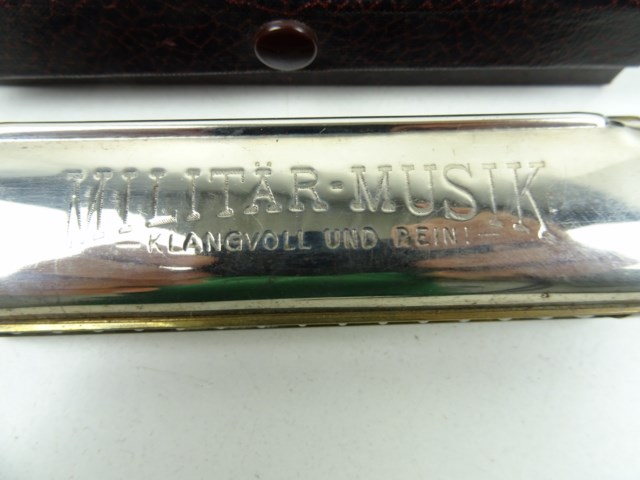 MILITÄR-MUSIK
—KLANGVOLL UND REIN!—